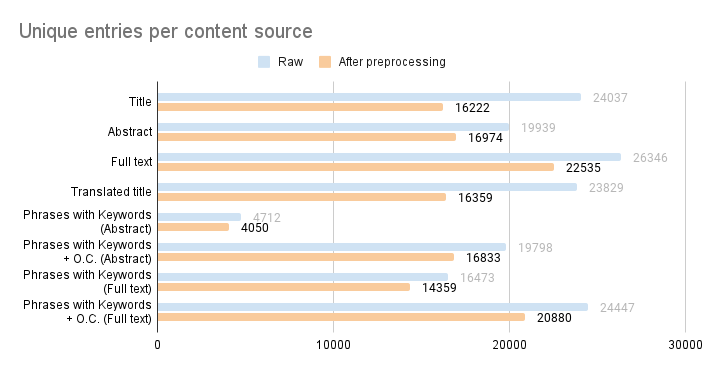 Unique entries per content source
Raw After preprocessing
Title
24037
16222
Abstract
19939
16974
Full text
26346
22535
Translated title
23829
16359
Phrases with Keywords
(Abstract)
4712
4050
Phrases with Keywords
+ O.C. (Abstract)
19798
16833
Phrases with Keywords
(Full text)
16473
14359
Phrases with Keywords
+ O.C. (Full text)
24447
20880
0 10000 20000 30000